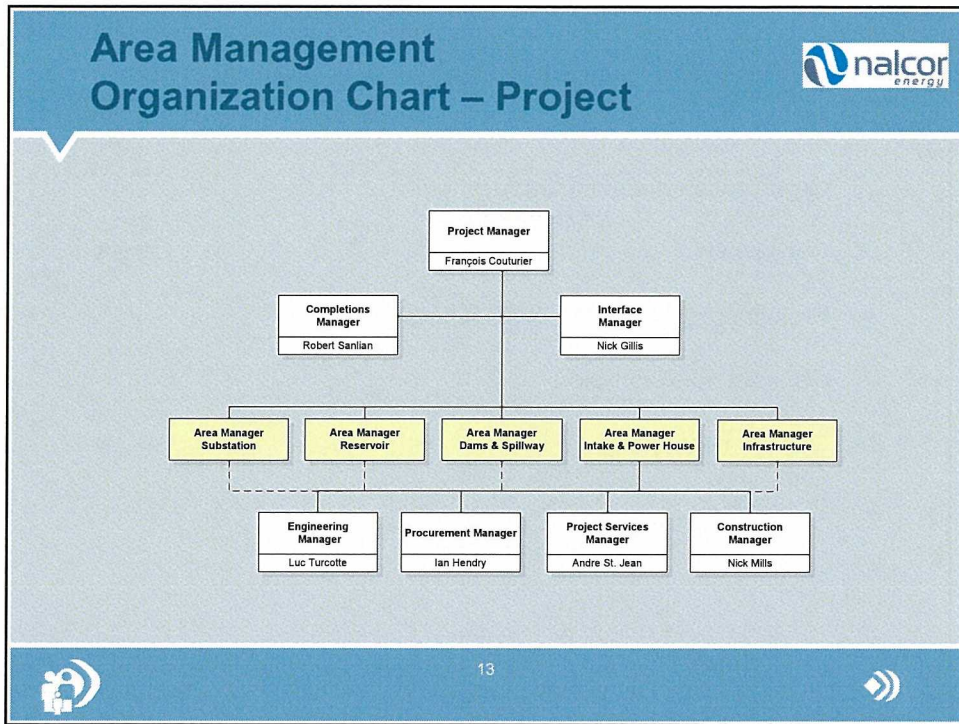 Area Management
Organization Chart – Project
nalcor
energy
Project Manager
François Couturier
Completions
Manager
Robert Sanlian
Interface
Manager
Nick Gillis
Area Manager
Substation
Area Manager
Reservoir
Area Manager
Dams & Spillway
Area Manager
Intake & Power House
Area Manager
Infrastructure
Engineering
Manager
Luc Turcotte
Procurement Manager
Ian Hendry
Project Services
Manager
Andre St. Jean
Construction
Manager
Nick Mills
13